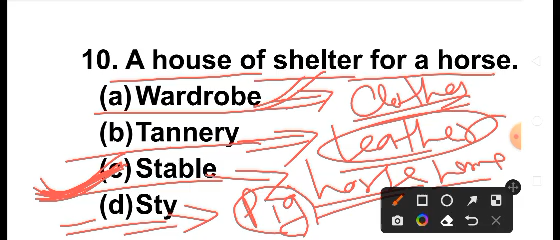 10. A house of shelter for a horse.
(a) Wardrobe clothes
(b) Tannery Leather
(c) Stable horse home
(d) Sty Pig